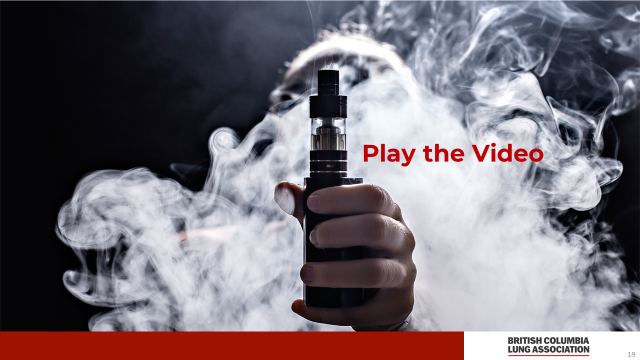 Play the Video
BRITISH COLUMBIA
LUNG ASSOCIATION
19